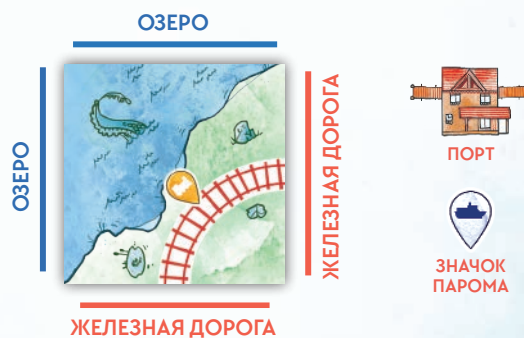 ОЗЕРО
ОЗЕРО
ЖЕЛЕЗНАЯ ДОРОГА
ЖЕЛЕЗНАЯ ДОРОГА
ПОРТ
ЗНАЧОК
ПАРОМА